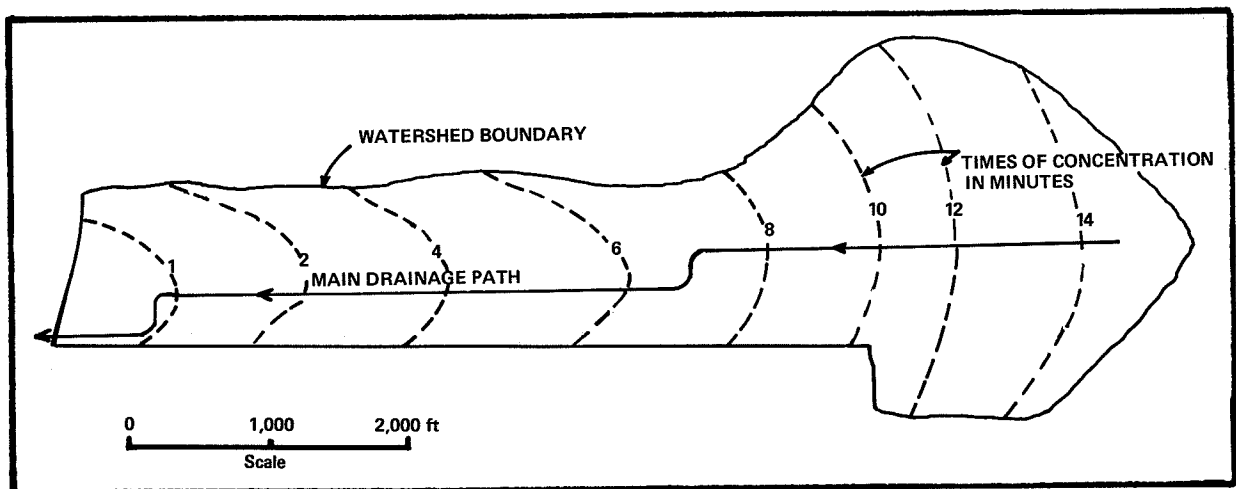 WATERSHED BOUNDARY
TIMES OF CONCENTRATION
IN MINUTES
1
2
4
6
8
10
12
14
MAIN DRAINAGE PATH
0 1,000 2,000 ft
Scale